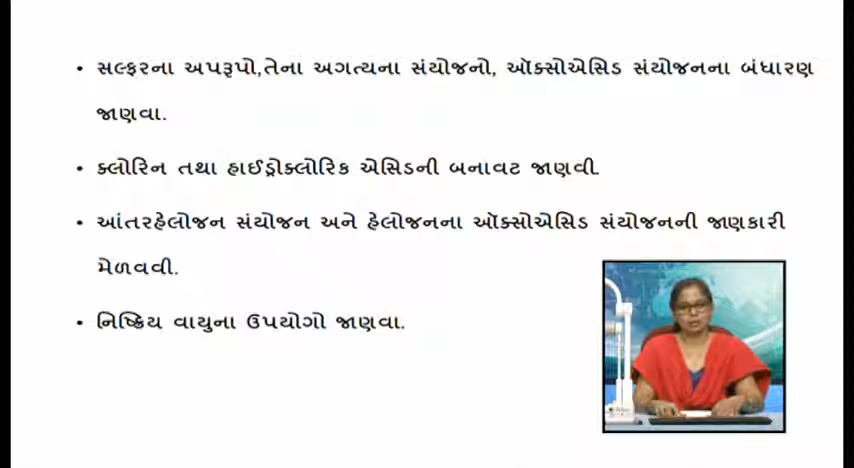 • સલ્ફરના અપરૂપો,તેના અગત્યના સંયોજનો, ઑક્સોએસિડ સંયોજનના બંધારણ
જાણવા.
• ક્લોરિન તથા હાઈડ્રોક્લોરિક એસિડની બનાવટ જાણવી.
• આંતરહેલોજન સંયોજન અને હેલોજનના ઑક્સોએસિડ સંયોજનની જાણકારી
મેળવવી.
• નિષ્ક્રિય વાયુના ઉપયોગો જાણવા.